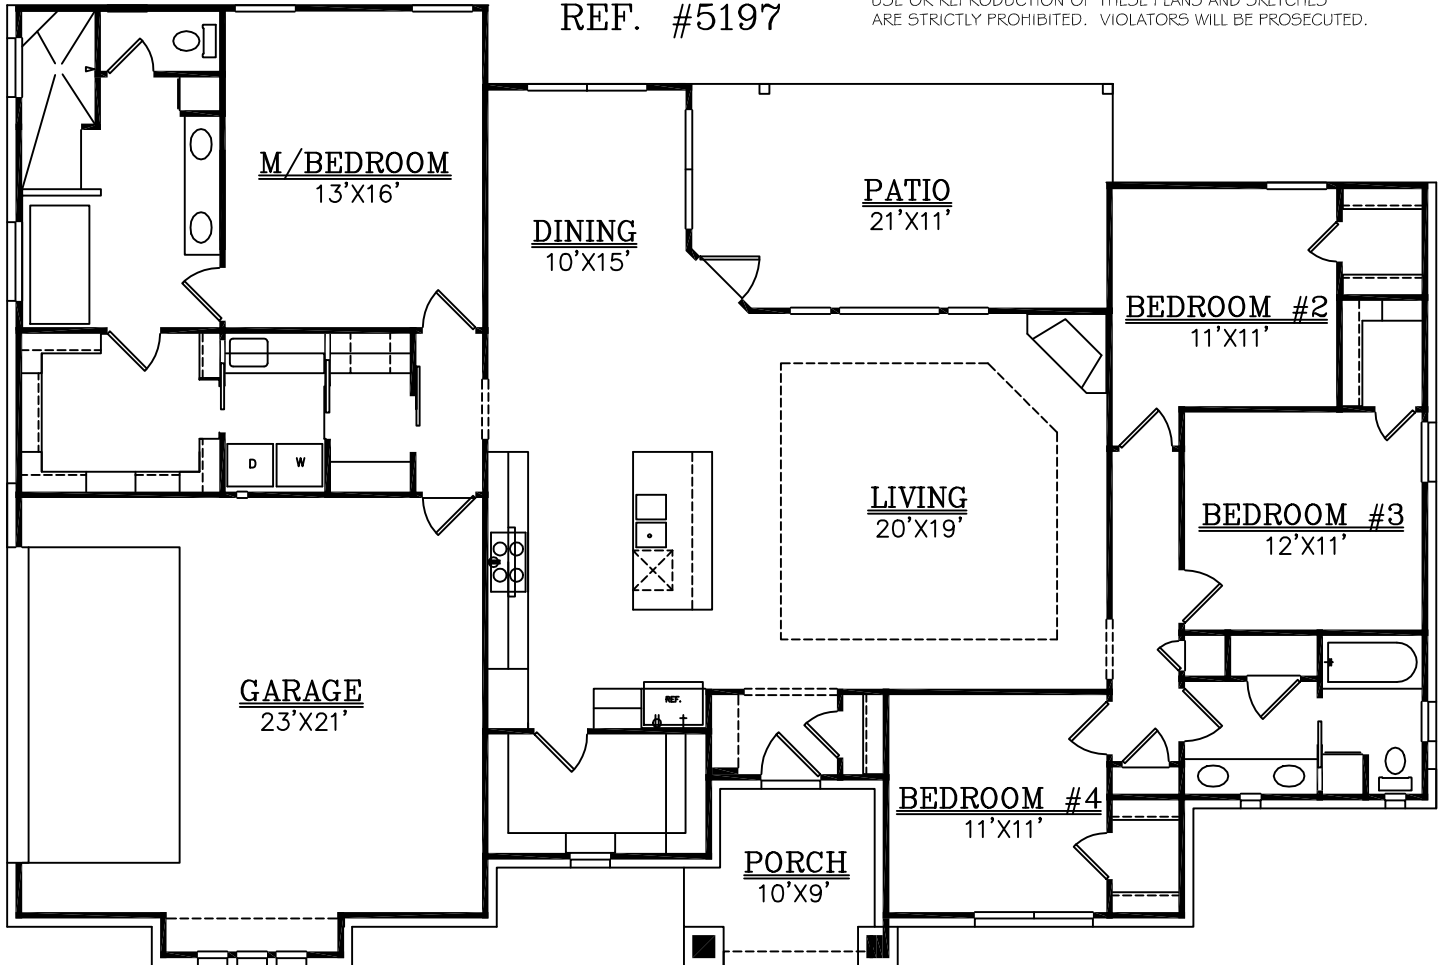 REF. #5197
USE OR REPRODUCTION OF THESE PLANS AND SKETCHES
ARE STRICTLY PROHIBITED. VIOLATORS WILL BE PROSECUTED.
M/BEDROOM
13'X16'
DINING
10'X15'
PATIO
21'X11'
BEDROOM #2
11'X11'
D
W
LIVING
20'X19'
BEDROOM #3
12'X11'
GARAGE
23'X21'
REF.
BEDROOM #4
11'X11'
PORCH
10'X9'